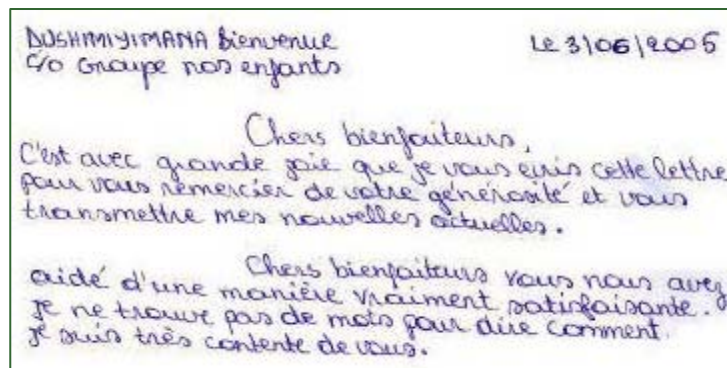 DUSHIMIYIMANA Bienvenue
Le 3/06/2005
C/o Groupe nos enfants
Chers bienfaiteurs,
C'est avec grande joie que je vous ecris cette lettre
pour vous remercier de votre générosité et vous
transmettre mes nouvelles actuelles.
Chers bienfaiteurs vous nous avez
aidé d'une manière vraiment satisfaisante.
je ne trouve pas de mots pour dire comment
je suis très contente de vous.